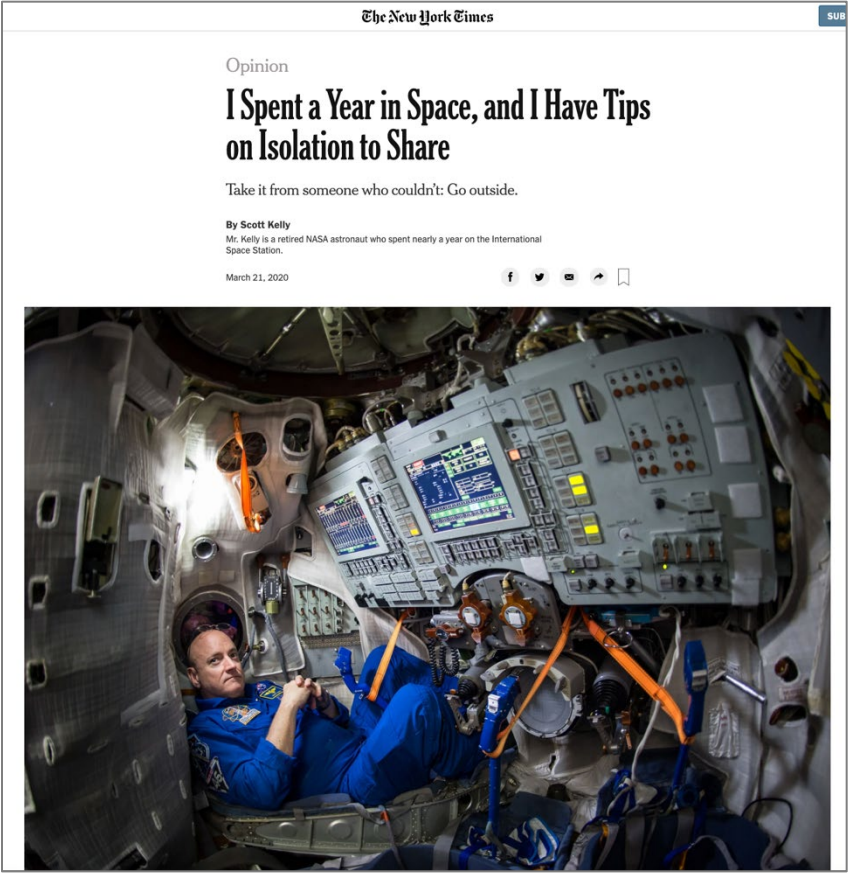 The New York Times
SUB
Opinion
I Spent a Year in Space, and I Have Tips
on Isolation to Share
Take it from someone who couldn't: Go outside.
By Scott Kelly
Mr. Kelly is a retired NASA astronaut who spent nearly a year on the International
Space Station.
March 21, 2020